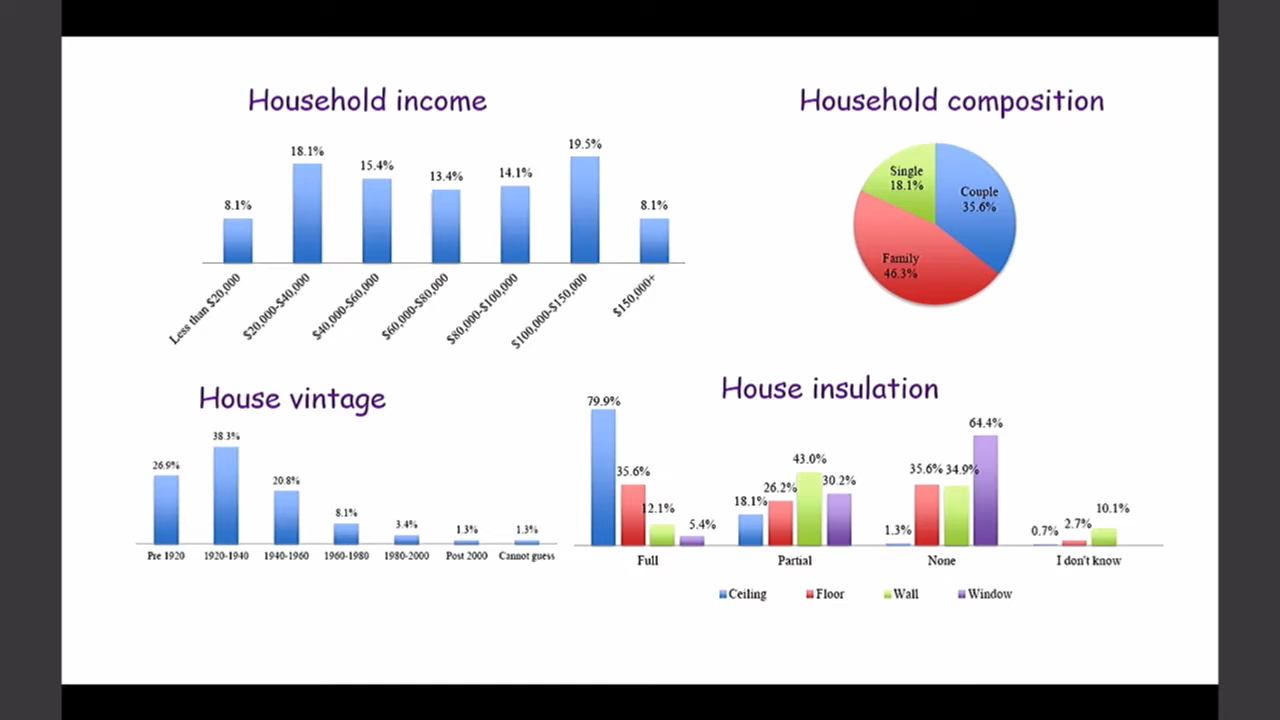 Household income
8.1%
18.1%
15.4%
13.4%
14.1%
19.5%
8.1%
Less than $20,000
$20,000-$40,000
$40,000-$60,000
$60,000-$80,000
$80,000-$100,000
$100,000-$150,000
$150,000+
Household composition
Single
18.1%
Couple
35.6%
Family
46.3%
House vintage
26.9%
38.3%
20.8%
8.1%
3.4%
1.3%
1.3%
Pre 1920
1920-1940
1940-1960
1960-1980
1980-2000
Post 2000
Cannot guess
House insulation
79.9%
35.6%
12.1%
5.4%
18.1%
26.2%
43.0%
30.2%
1.3%
35.6%
34.9%
64.4%
0.7%
2.7%
10.1%
Full
Partial
None
I don't know
Ceiling
Floor
Wall
Window